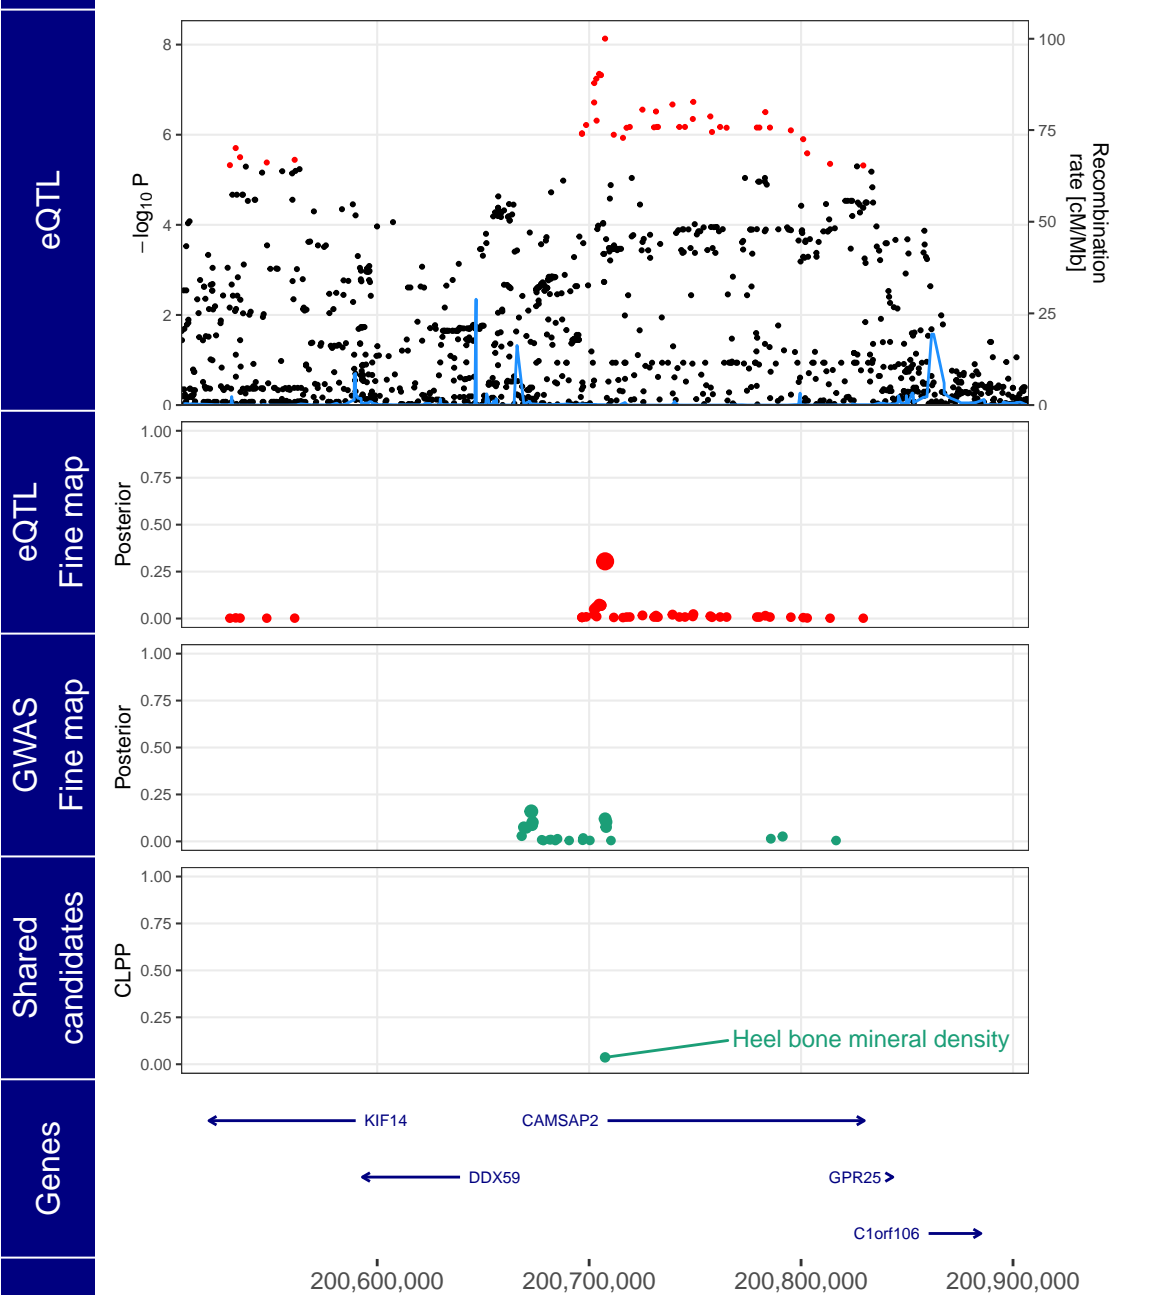 eQTL
−log10 P
8
6
4
2
0
100
75
50
25
0
Recombination
rate [cM/Mb]
eQTL
Fine map
Posterior
1.00
0.75
0.50
0.25
0.00
GWAS
Fine map
Posterior
1.00
0.75
0.50
0.25
0.00
Shared
candidates
CLPP
1.00
0.75
0.50
0.25
0.00
Heel bone mineral density
Genes
KIF14
CAMSAP2
DDX59
GPR25
C1orf106
200,600,000
200,700,000
200,800,000
200,900,000